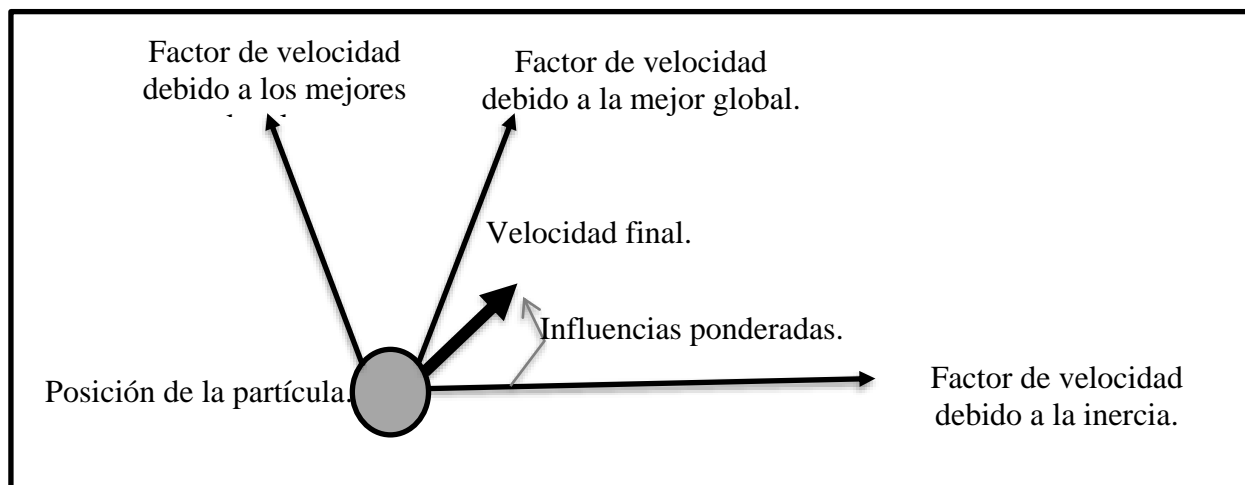 Factor de velocidad
debido a los mejores
Factor de velocidad
debido a la mejor global.
Velocidad final.
Influencias ponderadas.
Posición de la partícula.
Factor de velocidad
debido a la inercia.